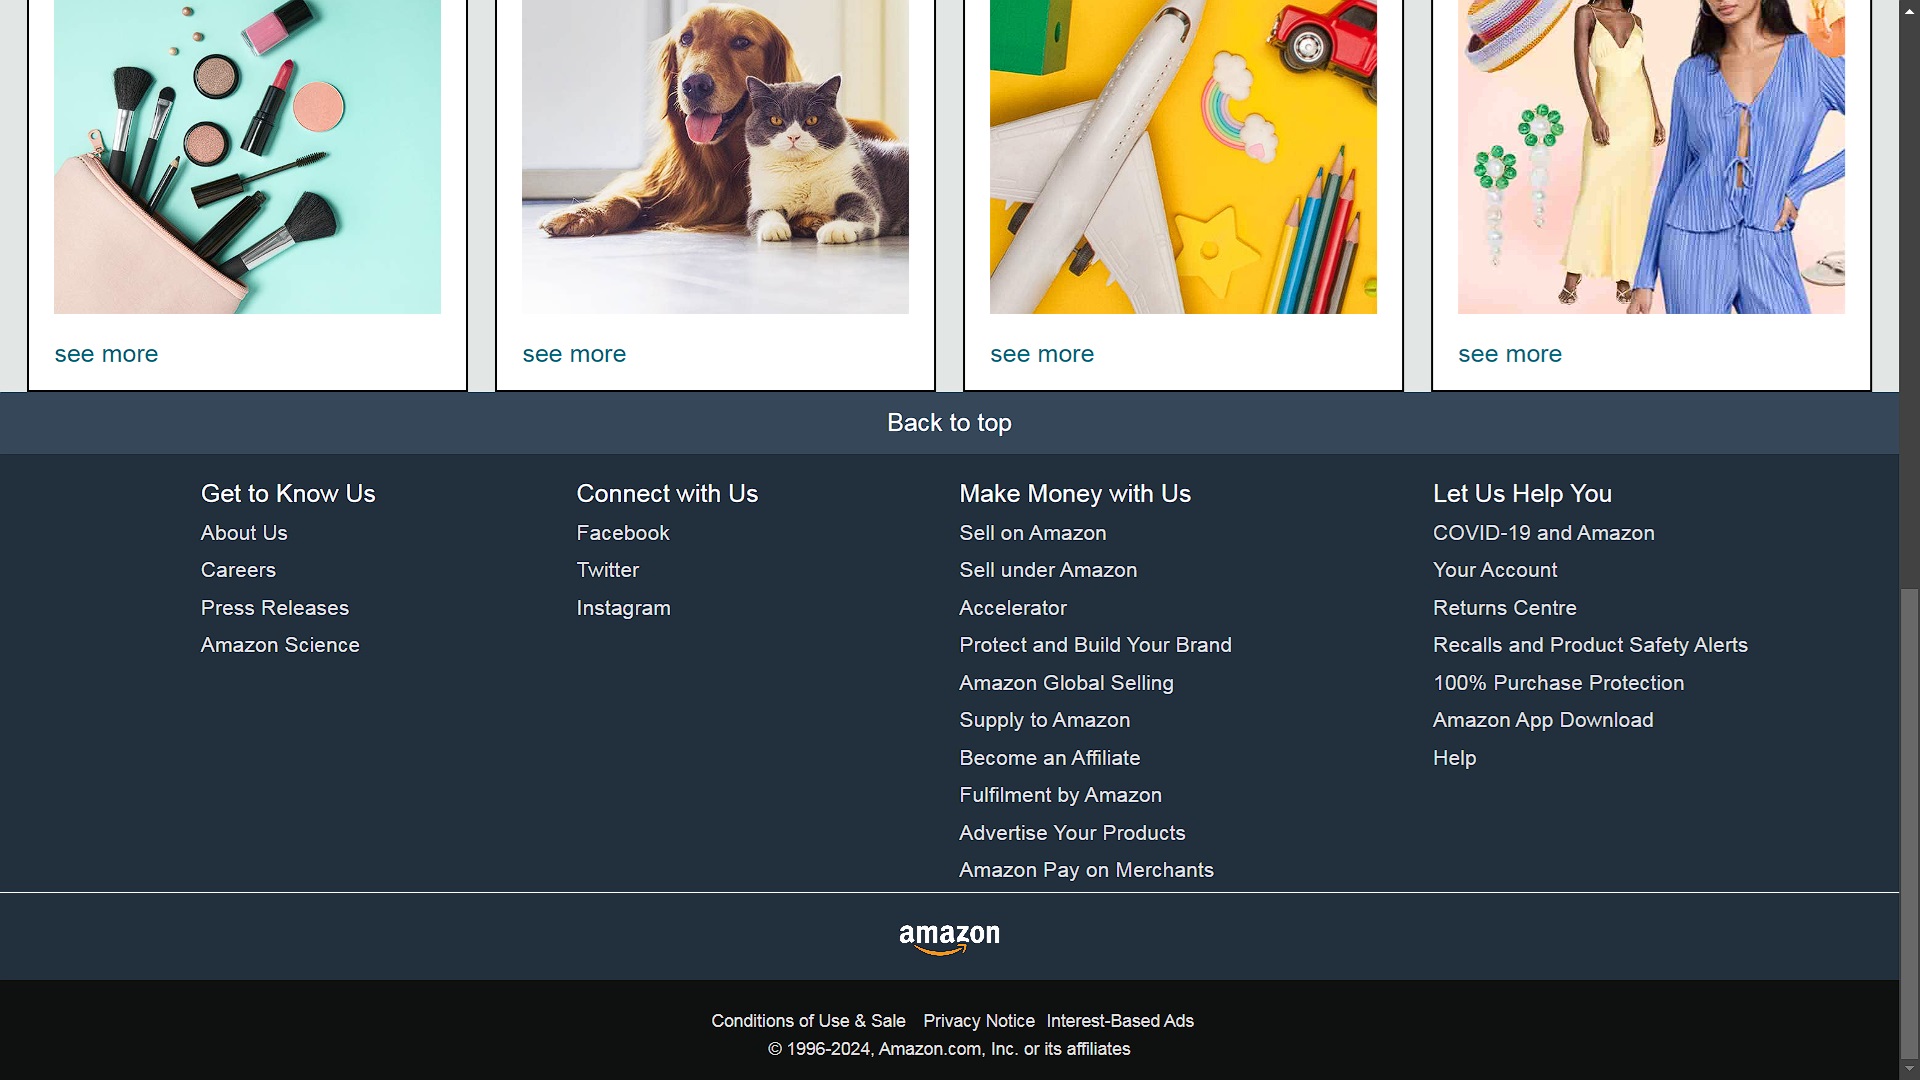 see more
see more
see more
see more
Back to top
Get to Know Us
About Us
Careers
Press Releases
Amazon Science
Connect with Us
Facebook
Twitter
Instagram
Make Money with Us
Sell on Amazon
Sell under Amazon
Accelerator
Protect and Build Your Brand
Amazon Global Selling
Supply to Amazon
Become an Affiliate
Fulfilment by Amazon
Advertise Your Products
Amazon Pay on Merchants
Let Us Help You
COVID-19 and Amazon
Your Account
Returns Centre
Recalls and Product Safety Alerts
100% Purchase Protection
Amazon App Download
Help
amazon
Conditions of Use & Sale Privacy Notice Interest-Based Ads
© 1996-2024, Amazon.com, Inc. or its affiliates